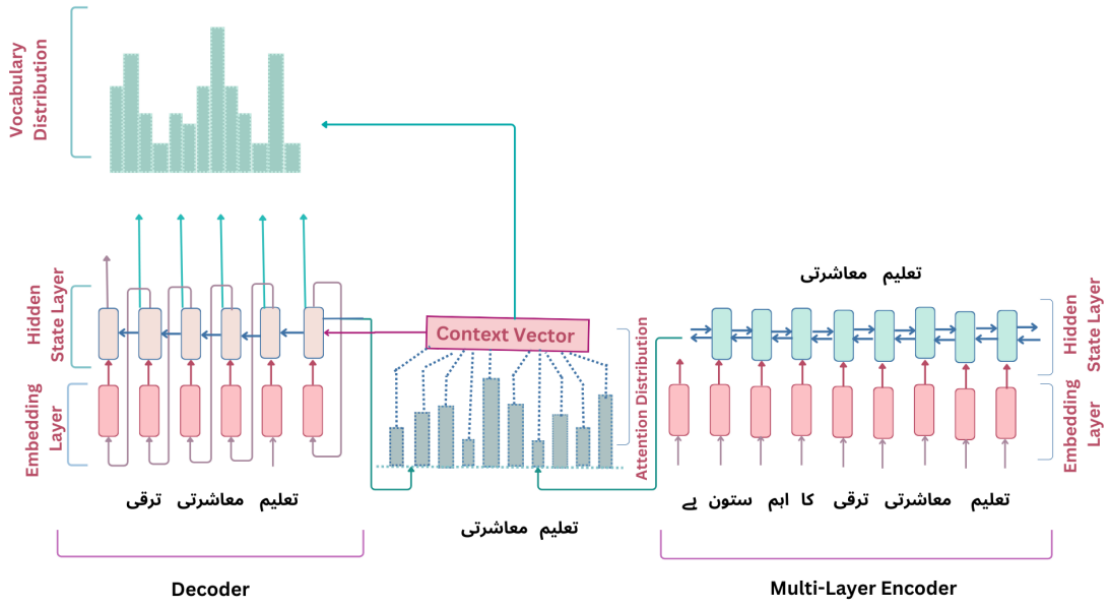 Vocabulary
Distribution
Hidden
State Layer
Embedding
Layer
Context Vector
Attention Distribution
تعلیم معاشرتی
Hidden
State Layer
Embedding
Layer
تعلیم معاشرتی ترقی
تعلیم معاشرتی
تعلیم معاشرتی ترقی کا اہم ستون ہے
Decoder
Multi-Layer Encoder